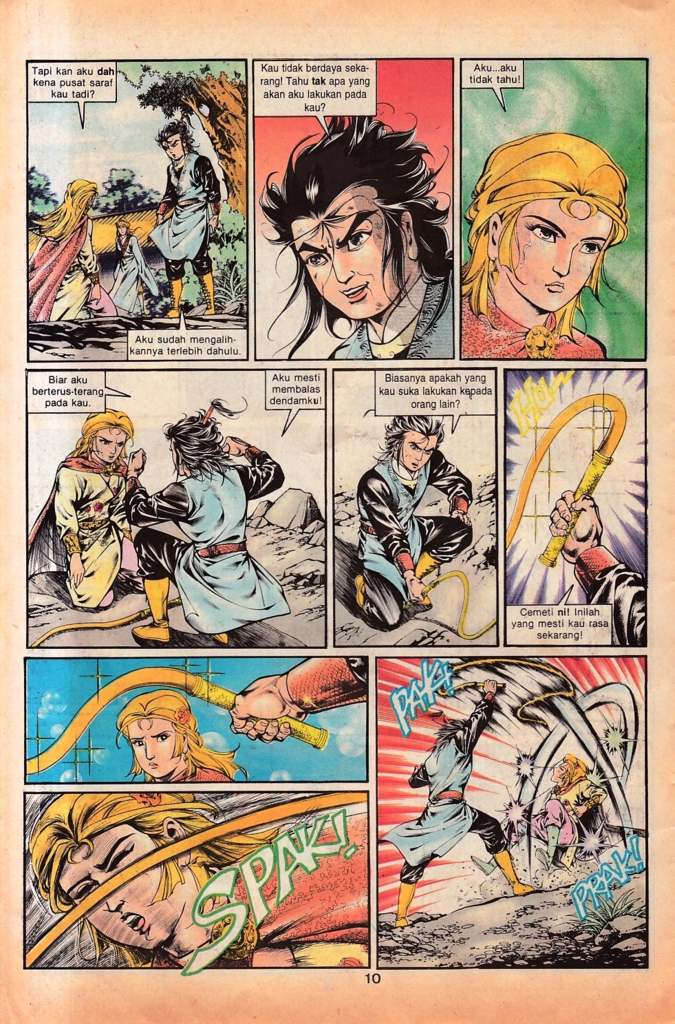 Tapi kan aku dah
kena pusat saraf
kau tadi?
Aku sudah mengalih-
kannya terlebih dahulu.
Kau tidak berdaya seka-
rang! Tahu tak apa yang
akan aku lakukan pada
kau?
Aku...aku
tidak tahu!
Biar aku
berterus-terang
pada kau.
Aku mesti
membalas
dendamku!
Biasanya apakah yang
kau suka lakukan kepada
orang lain?
Cemeti ni! Inilah
yang mesti kau rasa
sekarang!
SPAK!
PAK!
PRAK!
10